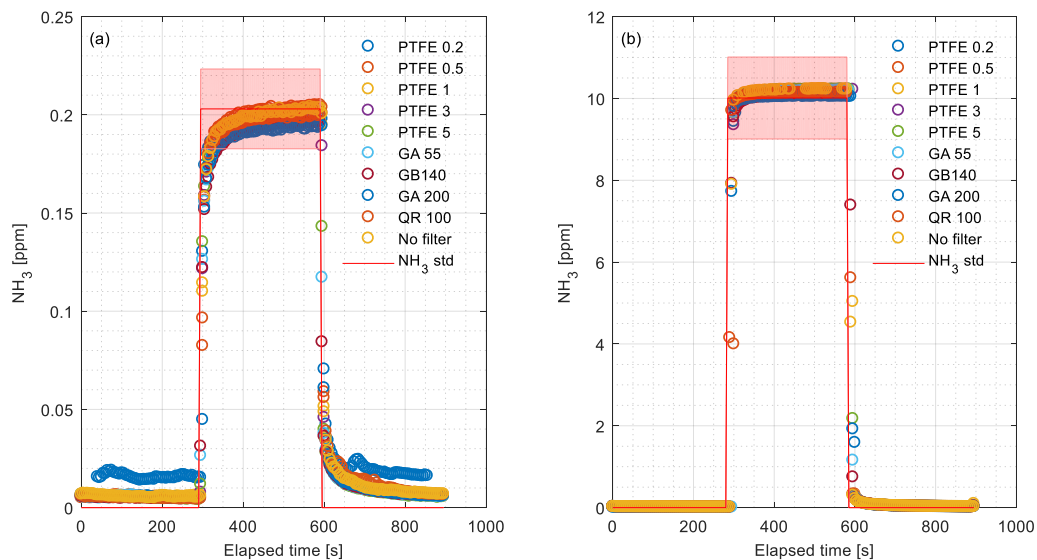 (a)
0.25
0.2
0.15
0.1
0.05
0
NH3 [ppm]
0
200
400
600
800
1000
Elapsed time [s]
PTFE 0.2
PTFE 0.5
PTFE 1
PTFE 3
PTFE 5
GA 55
GB140
GA 200
QR 100
No filter
NH3 std
(b)
12
10
8
6
4
2
0
NH3 [ppm]
0
200
400
600
800
1000
Elapsed time [s]
PTFE 0.2
PTFE 0.5
PTFE 1
PTFE 3
PTFE 5
GA 55
GB140
GA 200
QR 100
No filter
NH3 std